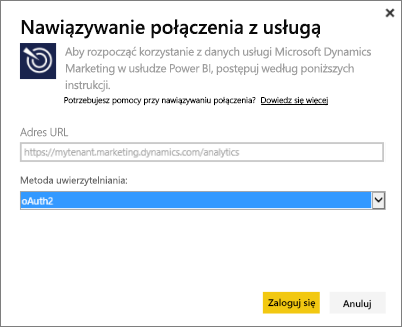 Nawiązywanie połączenia z usługą
Aby rozpocząć korzystanie z danych usługi Microsoft Dynamics
Marketing w usłudze Power BI, postępuj według poniższych
instrukcji.
Potrzebujesz pomocy przy nawiązywaniu połączenia? Dowiedz się więcej
Adres URL
https://mytenant.marketing.dynamics.com/analytics
Metoda uwierzytelniania:
oAuth2
Zaloguj się Anuluj